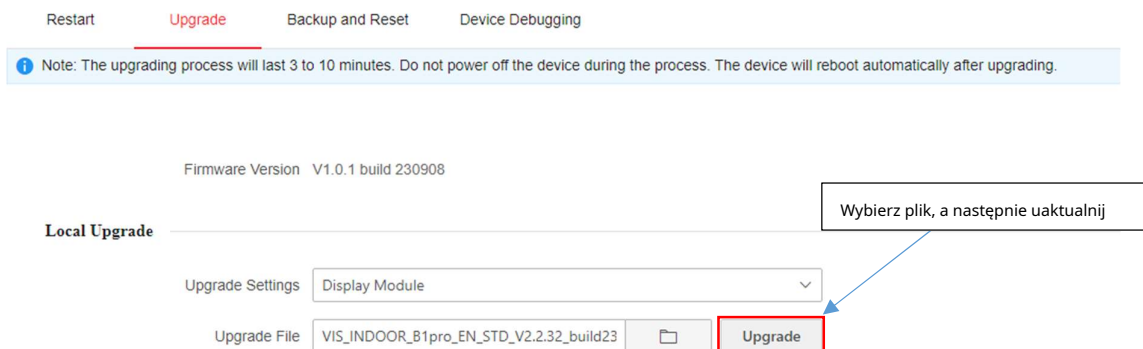 Restart Upgrade Backup and Reset Device Debugging
Note: The upgrading process will last 3 to 10 minutes. Do not power off the device during the process. The device will reboot automatically after upgrading.
Firmware Version V1.0.1 build 230908
Wybierz plik, a następnie uaktualnij
Local Upgrade
Upgrade Settings Display Module
Upgrade File VIS_INDOOR_B1pro_EN_STD_V2.2.32_build23 Upgrade